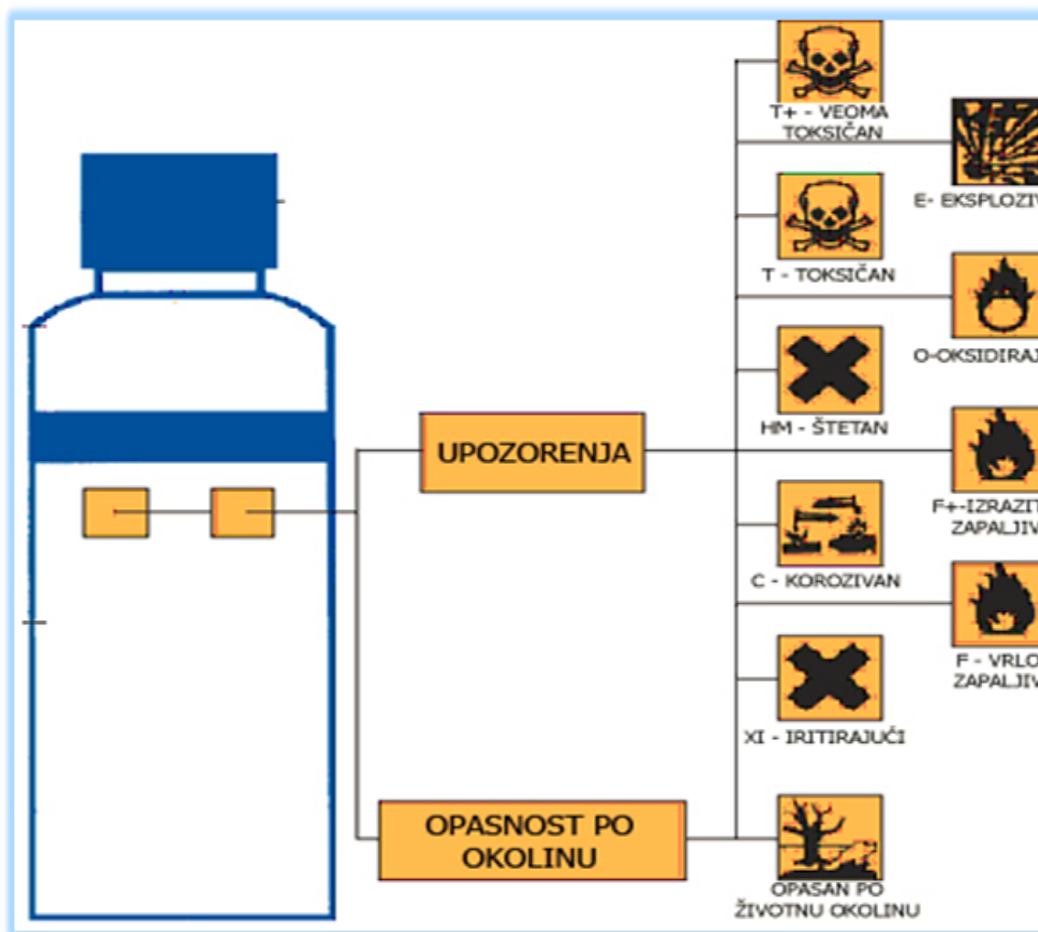 T+ - VEOMA
TOKSIČAN
E- EKSPLOZIV
T - TOKSIČAN
O-OKSIDIRAJ
HM - ŠTETAN
UPOZORENJA
F+-IZRAZIT
ZAPALJIV
C - KOROZIVAN
F - VRLO
ZAPALJIV
XI - IRITIRAJUĆI
OPASNOST PO
OKOLINU
OPASAN PO
ŽIVOTNU OKOLINU